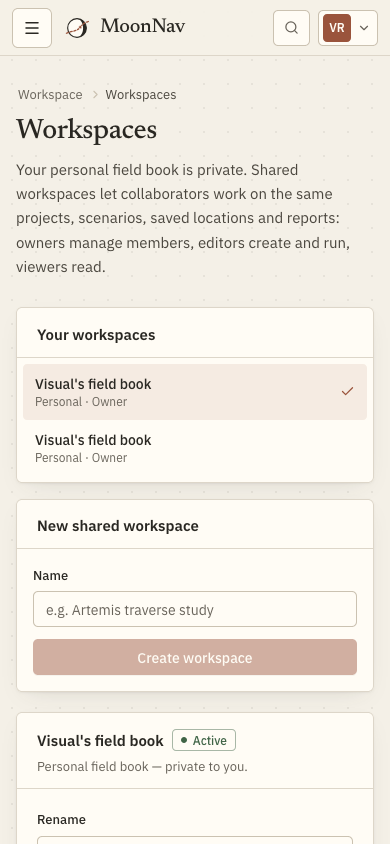 MoonNav
VR
Workspace
Workspaces
Workspaces
Your personal field book is private. Shared
workspaces let collaborators work on the same
projects, scenarios, saved locations and reports:
owners manage members, editors create and run,
viewers read.
Your workspaces
Visual's field book
Personal · Owner
Visual's field book
Personal · Owner
New shared workspace
Name
e.g. Artemis traverse study
Create workspace
Visual's field book
Active
Personal field book — private to you.
Rename